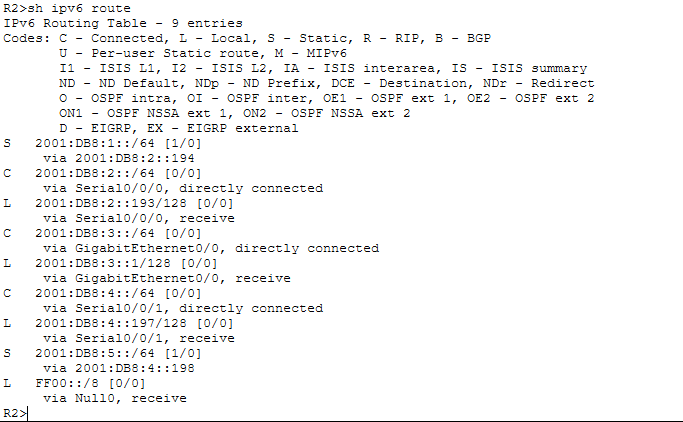 R2>sh ipv6 route
IPv6 Routing Table - 9 entries
Codes: C - Connected, L - Local, S - Static, R - RIP, B - BGP
       U - Per-user Static route, M - MIPv6
       I1 - ISIS L1, I2 - ISIS L2, IA - ISIS interarea, IS - ISIS summary
       ND - ND Default, NDp - ND Prefix, DCE - Destination, NDr - Redirect
       O - OSPF intra, OI - OSPF inter, OE1 - OSPF ext 1, OE2 - OSPF ext 2
       ON1 - OSPF NSSA ext 1, ON2 - OSPF NSSA ext 2
       D - EIGRP, EX - EIGRP external
S   2001:DB8:1::/64 [1/0]
     via 2001:DB8:2::194
C   2001:DB8:2::/64 [0/0]
     via Serial0/0/0, directly connected
L   2001:DB8:2::193/128 [0/0]
     via Serial0/0/0, receive
C   2001:DB8:3::/64 [0/0]
     via GigabitEthernet0/0, directly connected
L   2001:DB8:3::1/128 [0/0]
     via GigabitEthernet0/0, receive
C   2001:DB8:4::/64 [0/0]
     via Serial0/0/1, directly connected
L   2001:DB8:4::197/128 [0/0]
     via Serial0/0/1, receive
S   2001:DB8:5::/64 [1/0]
     via 2001:DB8:4::198
L   FF00::/8 [0/0]
     via Null0, receive
R2>